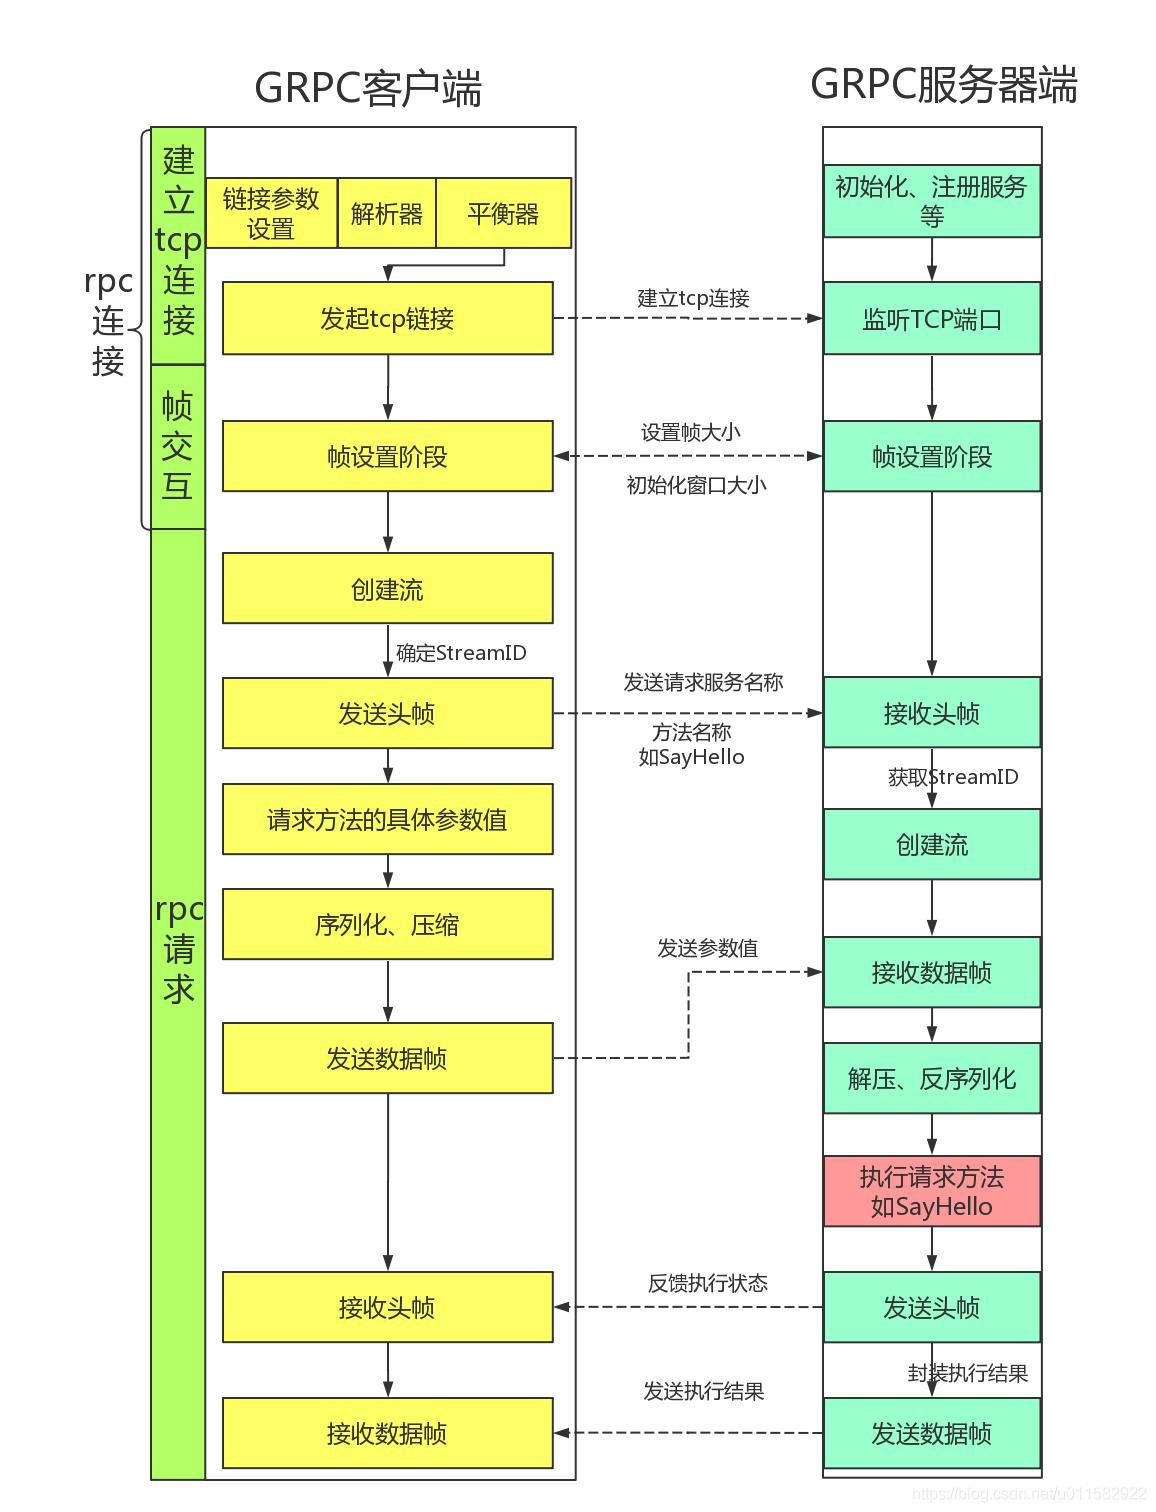 GRPC客户端
GRPC服务器端
建
立
tcp
连
接
链接参数
设置
解析器
平衡器
初始化、注册服务
等
rpc
连
接
发起tcp链接
建立tcp连接
监听TCP端口
帧
交
互
帧设置阶段
设置帧大小
初始化窗口大小
帧设置阶段
创建流
确定StreamID
发送头帧
发送请求服务名称
方法名称
如SayHello
接收头帧
获取StreamID
请求方法的具体参数值
创建流
rpc
请
求
序列化、压缩
发送参数值
接收数据帧
发送数据帧
解压、反序列化
执行请求方法
如SayHello
接收头帧
反馈执行状态
发送头帧
封装执行结果
接收数据帧
发送执行结果
发送数据帧
https://blog.csdn.net/u011582922